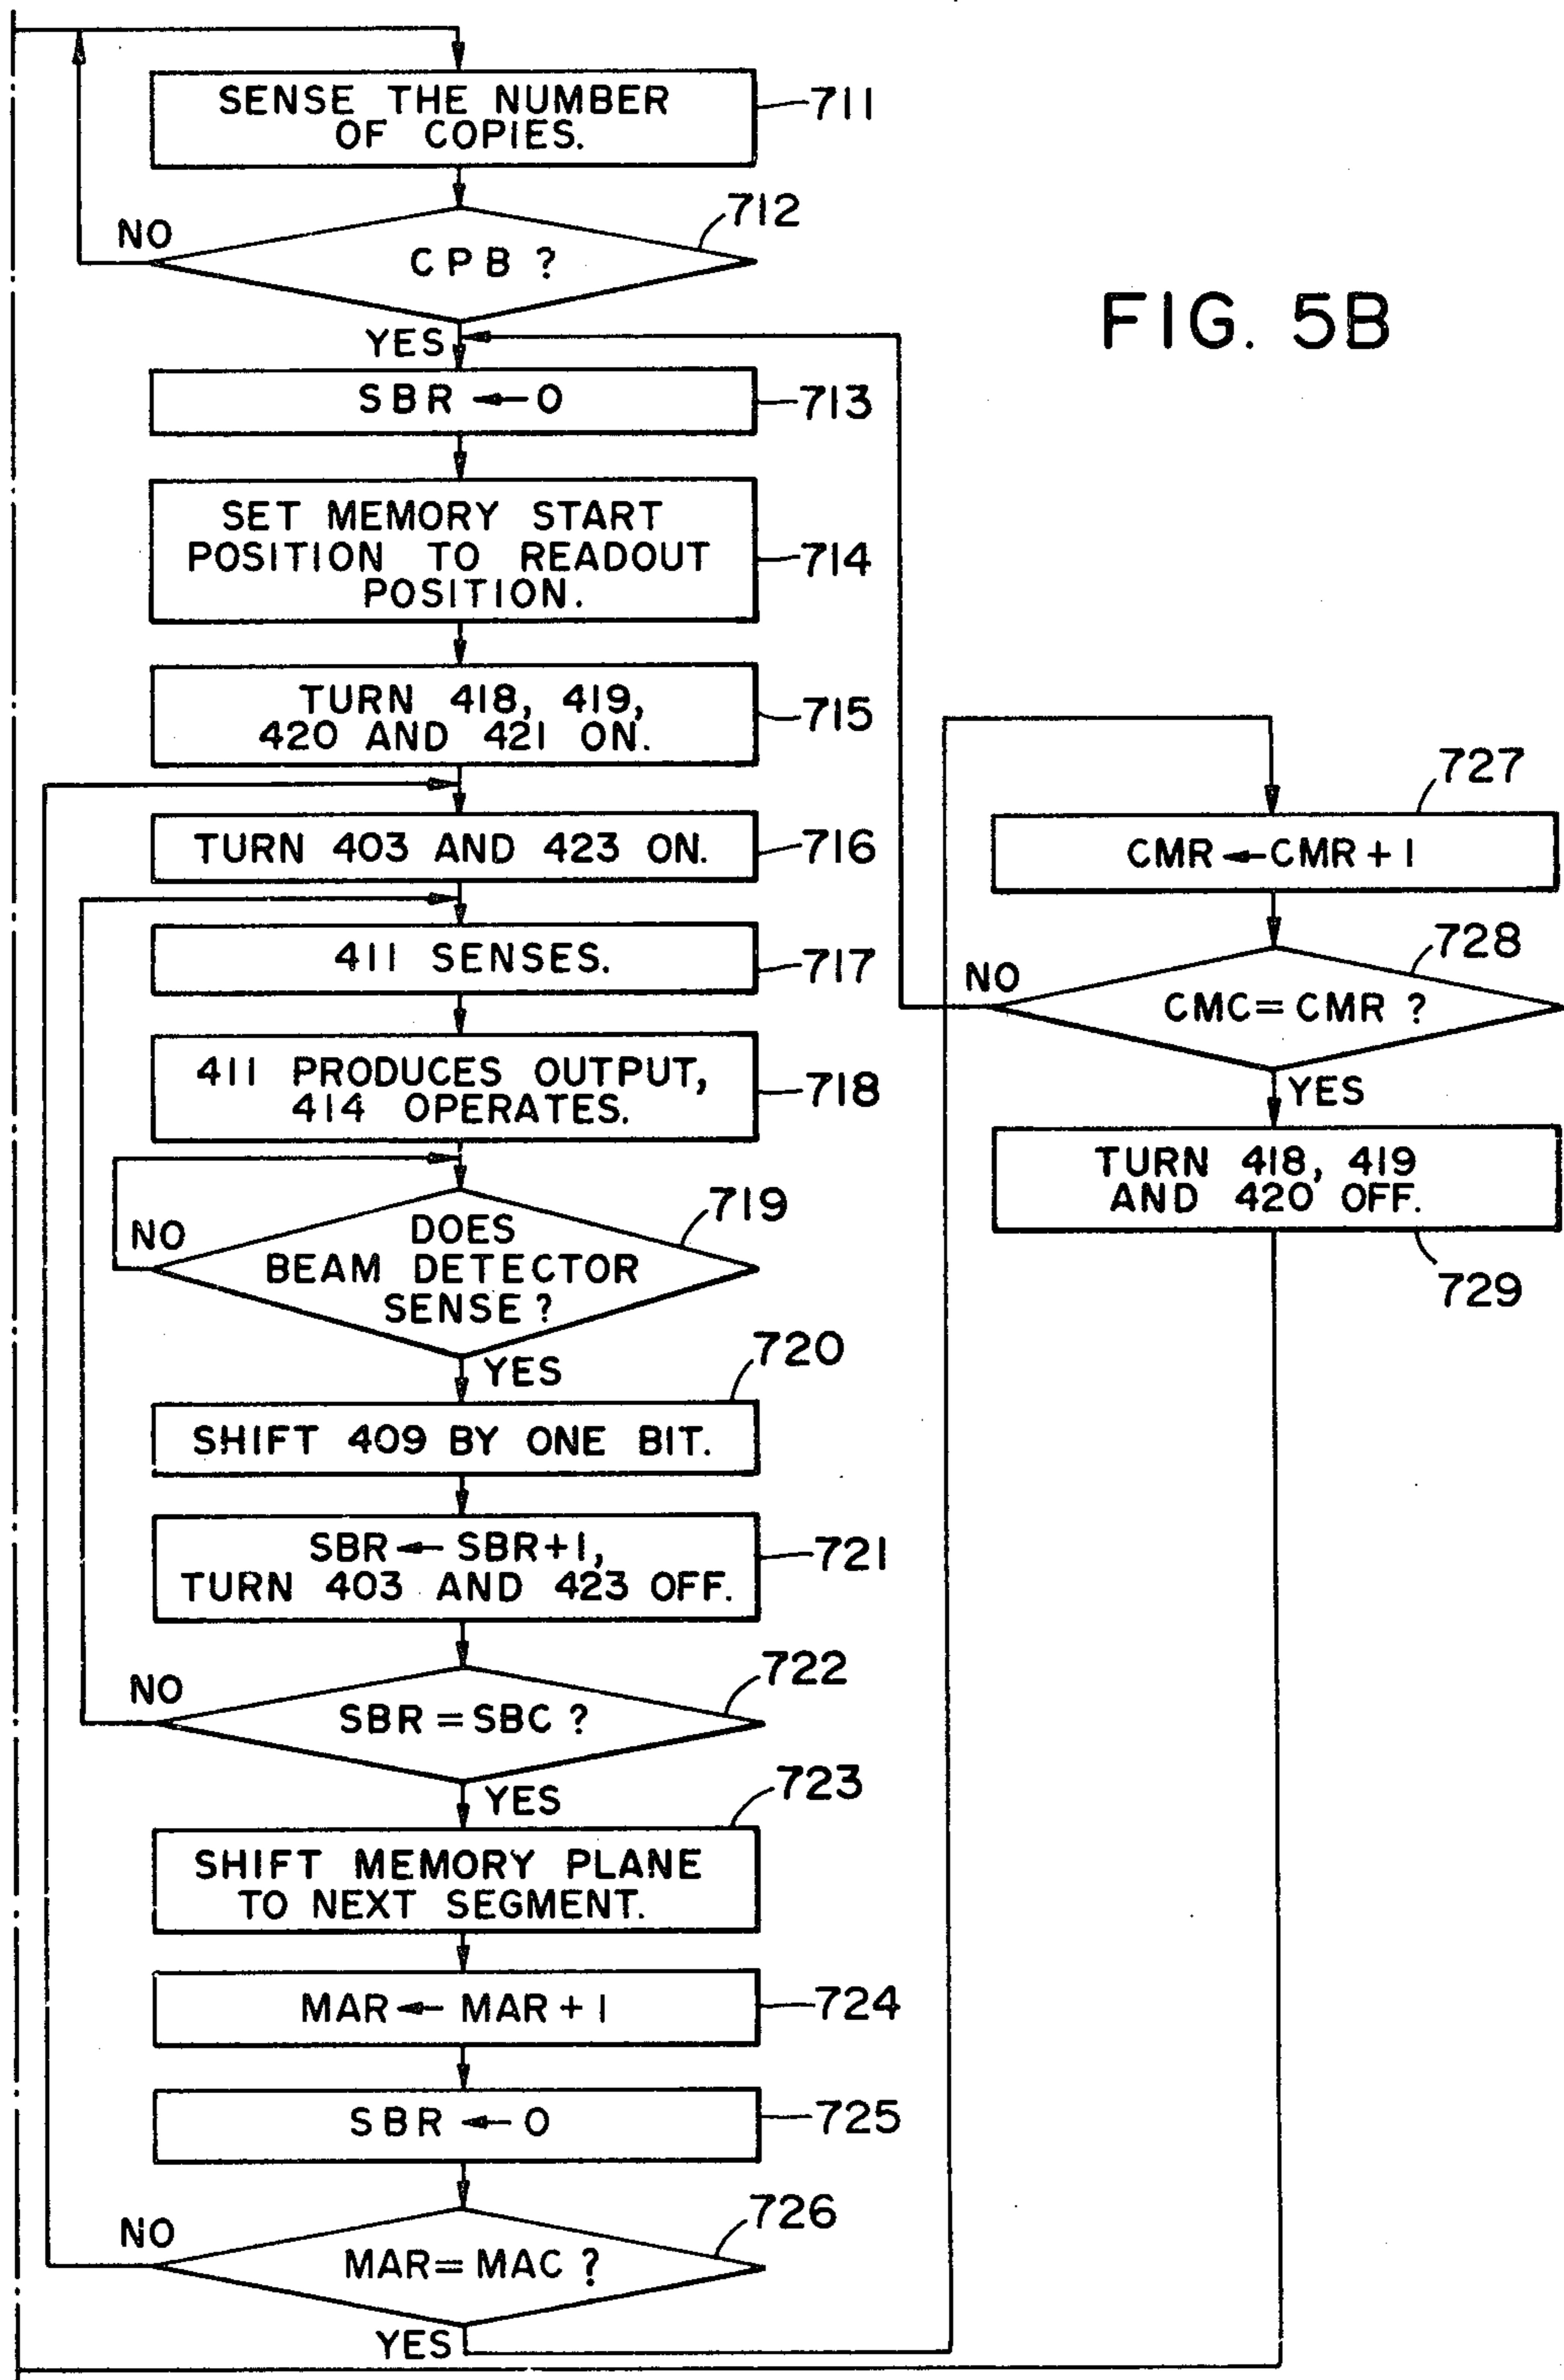 SENSE THE NUMBER
OF COPIES.
711
712
NO
CPB ?
YES
FIG. 5B
SBR ← 0
713
SET MEMORY START
POSITION TO READOUT
POSITION.
714
TURN 418, 419,
420 AND 421 ON.
715
TURN 403 AND 423 ON.
716
411 SENSES.
717
411 PRODUCES OUTPUT,
414 OPERATES.
718
719
NO
DOES
BEAM DETECTOR
SENSE ?
YES
720
SHIFT 409 BY ONE BIT.
SBR ← SBR+1,
TURN 403 AND 423 OFF.
721
722
NO
SBR = SBC ?
YES
723
SHIFT MEMORY PLANE
TO NEXT SEGMENT.
MAR ← MAR + 1
724
SBR ← 0
725
726
NO
MAR = MAC ?
YES
727
CMR ← CMR + 1
728
NO
CMC = CMR ?
YES
TURN 418, 419
AND 420 OFF.
729